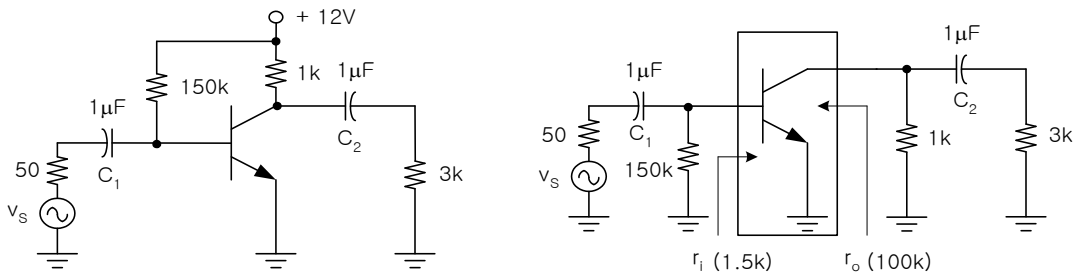 + 12V
1k
1μF
150k
1μF
C2
50
C1
3k
vS
1μF
1μF
C2
50
C1
1k
3k
150k
vS
ri (1.5k)
ro (100k)